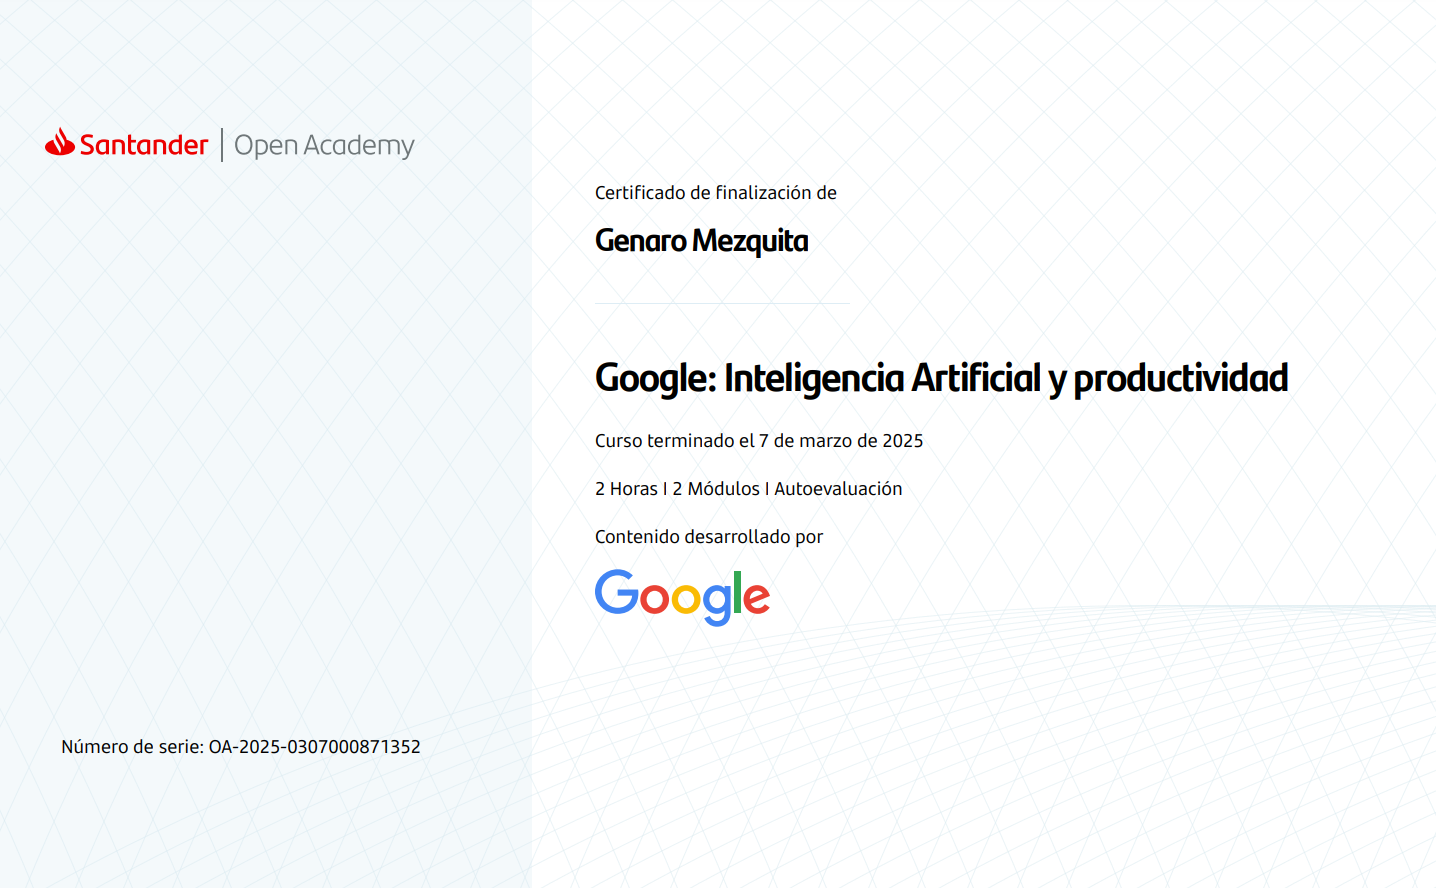 Santander | Open Academy
Certificado de finalización de
Genaro Mezquita
Google: Inteligencia Artificial y productividad
Curso terminado el 7 de marzo de 2025
2 Horas I 2 Módulos I Autoevaluación
Contenido desarrollado por
Google
Número de serie: OA-2025-0307000871352